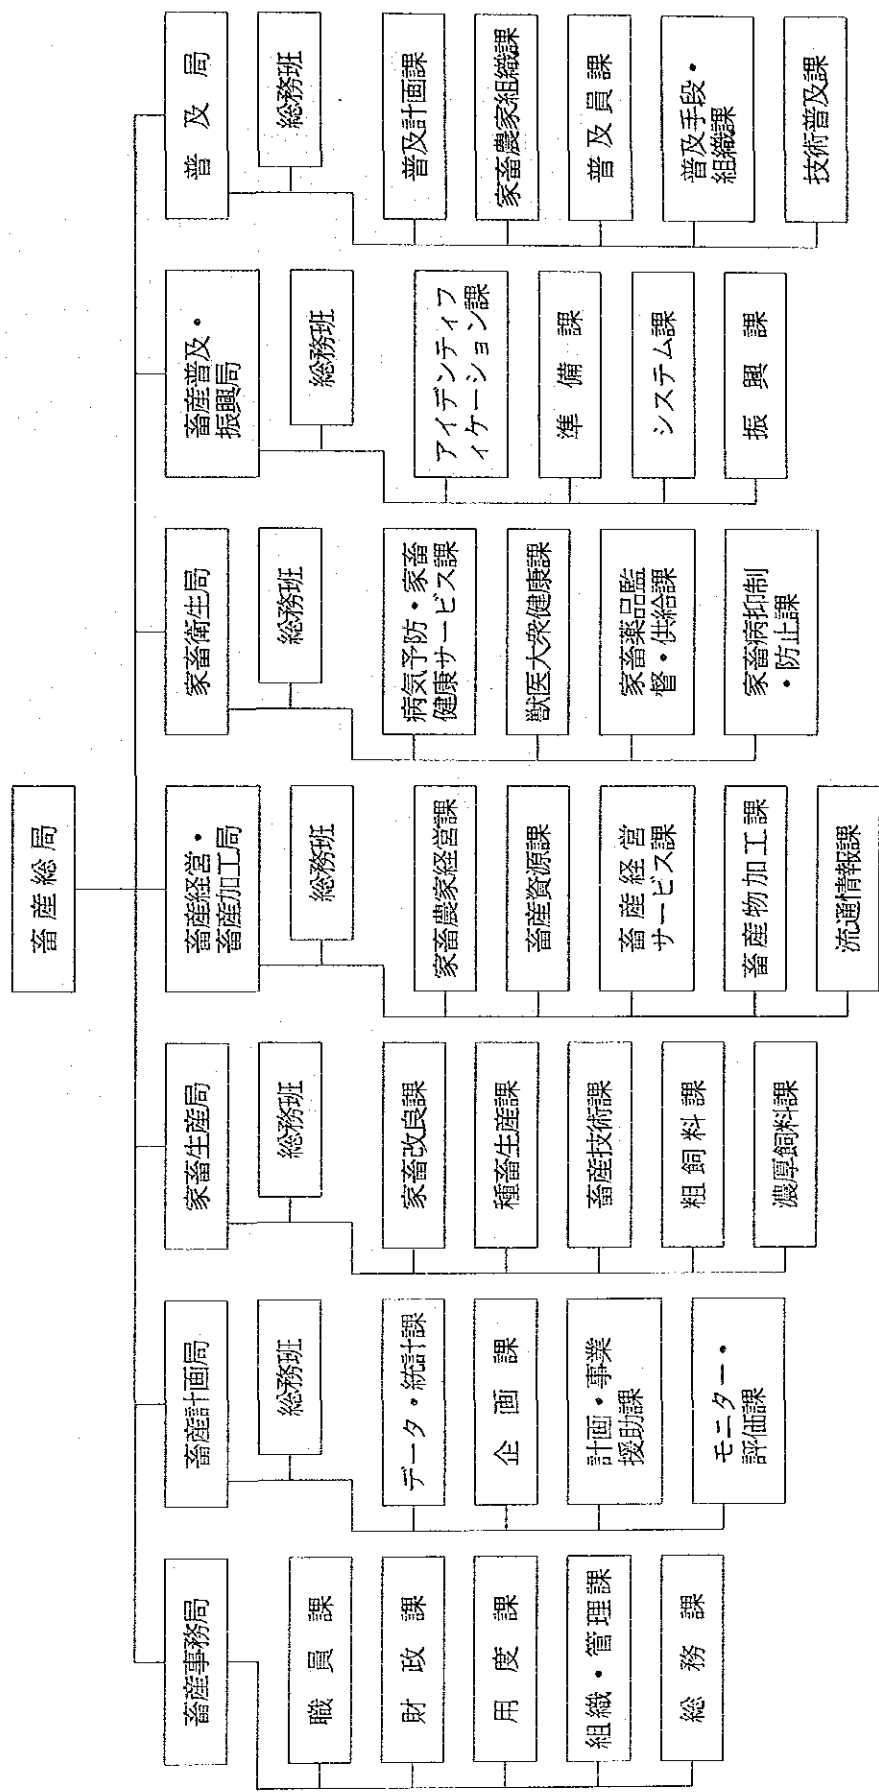 畜産総局
畜産事務局
職員課
財政課
用度課
組織・管理課
総務課
畜産計画局
総務班
データ・統計課
企画課
計画・事業
援助課
モニター・
評価課
家畜生産局
総務班
家畜改良課
種畜生産課
畜産技術課
粗飼料課
濃厚飼料課
畜産経営・
畜産加工局
総務班
家畜農家経営課
畜産資源課
畜産経営
サービス課
畜産物加工課
流通情報課
家畜衛生局
総務班
病気予防・家畜
健康サービス課
獣医大衆健康課
家畜薬品監
督・供給課
家畜病抑制
・防止課
畜産普及・
振興局
総務班
アイデンティフ
ィケーション課
準備課
システム課
振興課
普及局
総務班
普及計画課
家畜農家組織課
普及員課
普及手段・
組織課
技術普及課